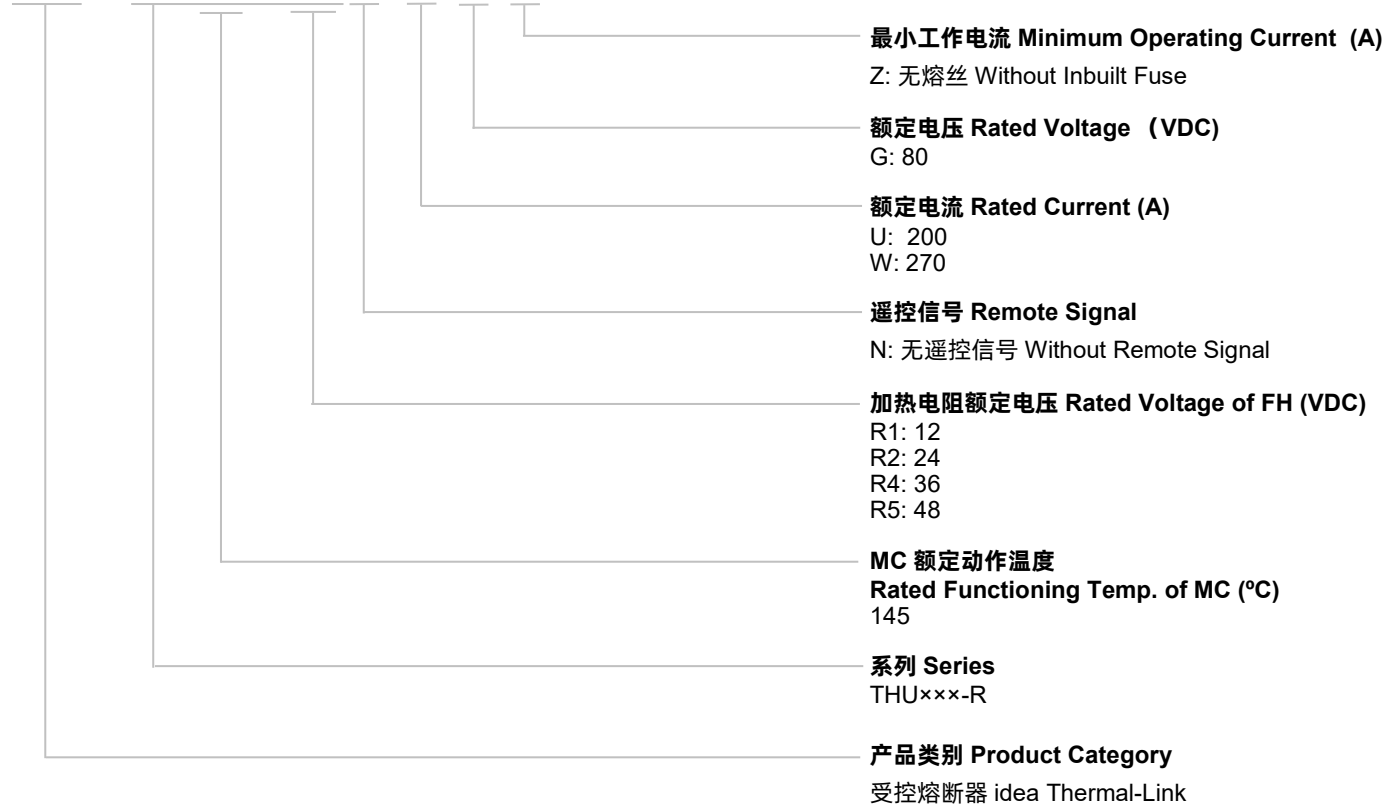 最小工作电流 Minimum Operating Current (A)
Z: 无熔丝 Without Inbuilt Fuse
额定电压 Rated Voltage （VDC)
G: 80
额定电流 Rated Current (A)
U: 200
W: 270
遥控信号 Remote Signal
N: 无遥控信号 Without Remote Signal
加热电阻额定电压 Rated Voltage of FH (VDC)
R1: 12
R2: 24
R4: 36
R5: 48
MC 额定动作温度
Rated Functioning Temp. of MC (ºC)
145
系列 Series
THU×××-R
产品类别 Product Category
受控熔断器 idea Thermal-Link